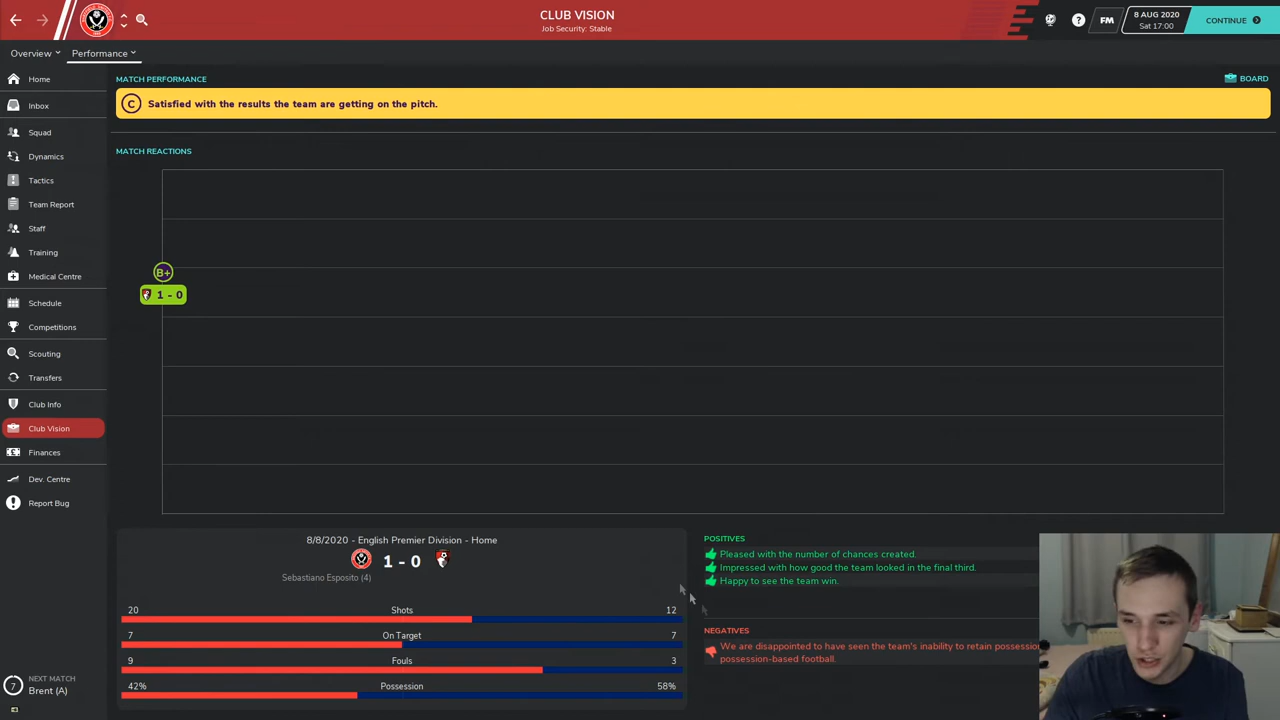 CLUB VISION
Job Security: Stable
FM
8 AUG 2020
Sat 17:00
CONTINUE
Overview
Performance
Home
Inbox
Squad
Dynamics
Tactics
Team Report
Staff
Training
Medical Centre
Schedule
Competitions
Scouting
Transfers
Club Info
Club Vision
Finances
Dev. Centre
Report Bug
7
NEXT MATCH
Brent (A)
MATCH PERFORMANCE
BOARD
C Satisfied with the results the team are getting on the pitch.
MATCH REACTIONS
B+
1 - 0
8/8/2020 - English Premier Division - Home
1 - 0
Sebastiano Esposito (4)
20 Shots 12
7 On Target 7
9 Fouls 3
42% Possession 58%
POSITIVES
Pleased with the number of chances created.
Impressed with how good the team looked in the final third.
Happy to see the team win.
NEGATIVES
We are disappointed to have seen the team's inability to retain possessio
possession-based football.